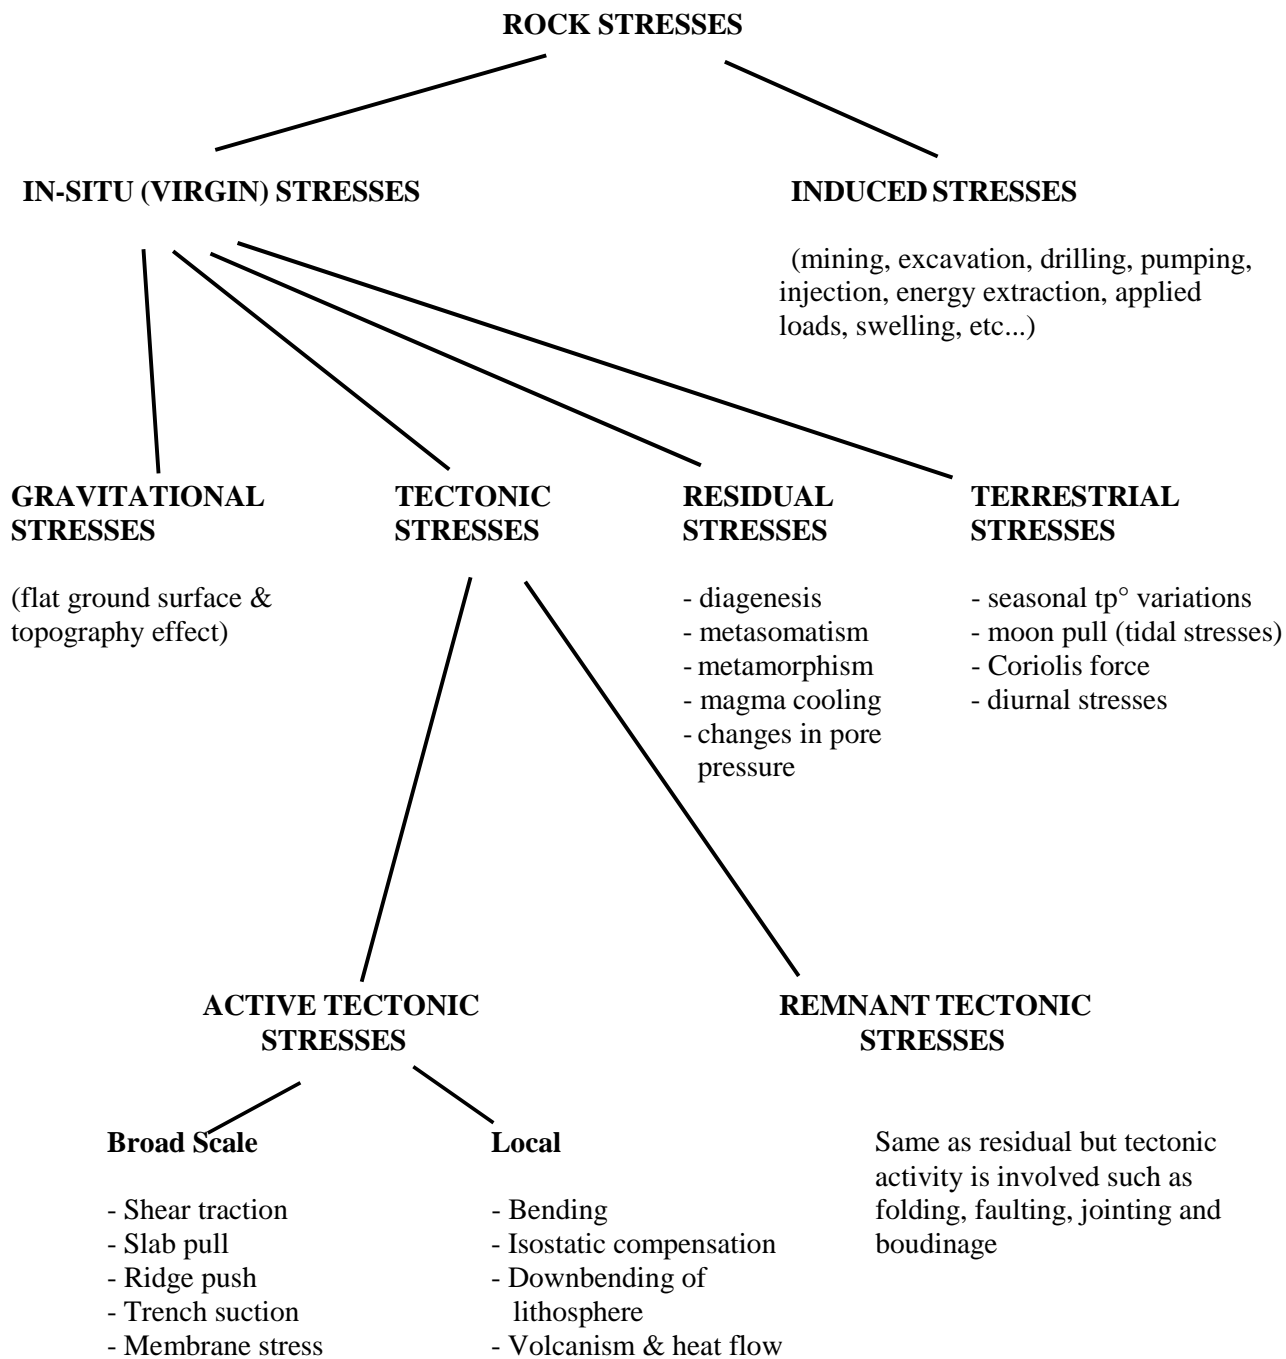 ROCK STRESSES
IN-SITU (VIRGIN) STRESSES
INDUCED STRESSES
(mining, excavation, drilling, pumping,
injection, energy extraction, applied
loads, swelling, etc...)
GRAVITATIONAL
STRESSES
(flat ground surface &
topography effect)
TECTONIC
STRESSES
RESIDUAL
STRESSES
- diagenesis
- metasomatism
- metamorphism
- magma cooling
- changes in pore
pressure
TERRESTRIAL
STRESSES
- seasonal tp° variations
- moon pull (tidal stresses)
- Coriolis force
- diurnal stresses
ACTIVE TECTONIC
STRESSES
Broad Scale
- Shear traction
- Slab pull
- Ridge push
- Trench suction
- Membrane stress
Local
- Bending
- Isostatic compensation
- Downbending of
lithosphere
- Volcanism & heat flow
REMNANT TECTONIC
STRESSES
Same as residual but tectonic
activity is involved such as
folding, faulting, jointing and
boudinage